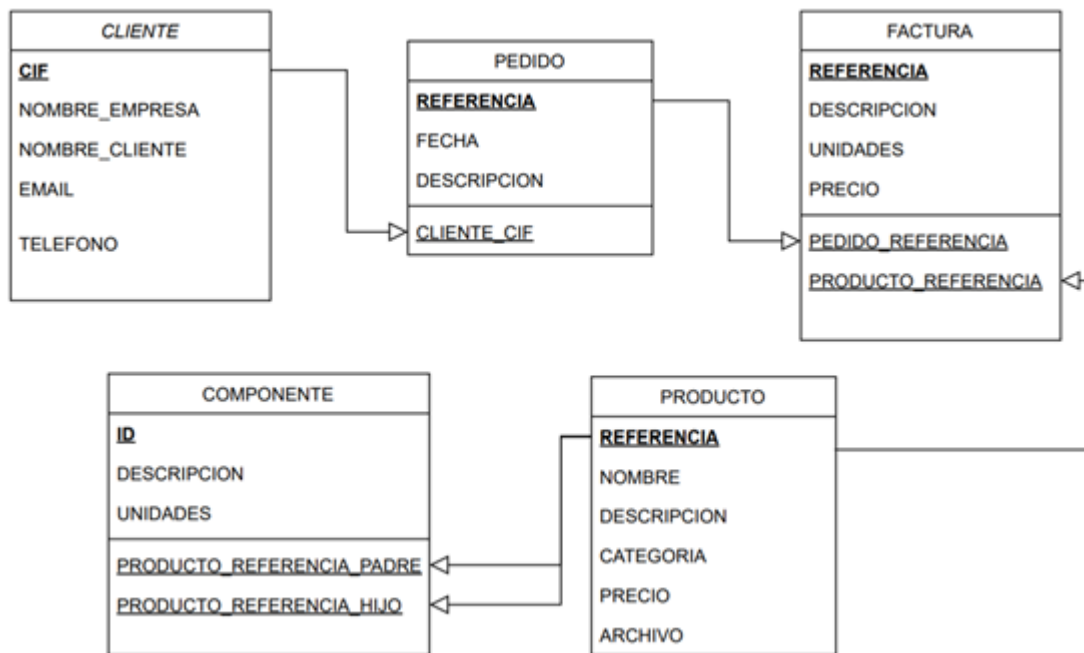 CLIENTE
CIF
NOMBRE_EMPRESA
NOMBRE_CLIENTE
EMAIL
TELEFONO
PEDIDO
REFERENCIA
FECHA
DESCRIPCION
CLIENTE_CIF
FACTURA
REFERENCIA
DESCRIPCION
UNIDADES
PRECIO
PEDIDO_REFERENCIA
PRODUCTO_REFERENCIA
COMPONENTE
ID
DESCRIPCION
UNIDADES
PRODUCTO_REFERENCIA_PADRE
PRODUCTO_REFERENCIA_HIJO
PRODUCTO
REFERENCIA
NOMBRE
DESCRIPCION
CATEGORIA
PRECIO
ARCHIVO